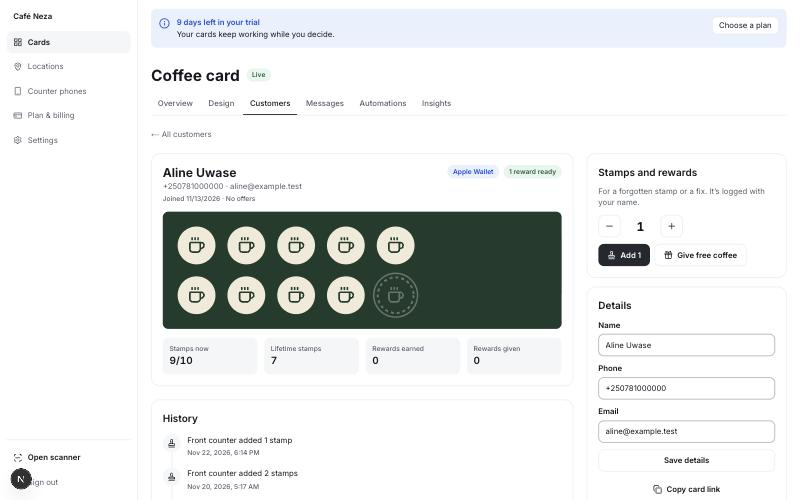 Café Neza
Cards
Locations
Counter phones
Plan & billing
Settings
Open scanner
N
ign out
9 days left in your trial
Your cards keep working while you decide.
Choose a plan
Coffee card
Live
Overview
Design
Customers
Messages
Automations
Insights
← All customers
Aline Uwase
Apple Wallet
1 reward ready
+250781000000 · aline@example.test
Joined 11/13/2026 · No offers
Stamps now
9/10
Lifetime stamps
7
Rewards earned
0
Rewards given
0
History
Front counter added 1 stamp
Nov 22, 2026, 6:14 PM
Front counter added 2 stamps
Nov 20, 2026, 5:17 AM
Stamps and rewards
For a forgotten stamp or a fix. It's logged with
your name.
− 1 +
Add 1
Give free coffee
Details
Name
Aline Uwase
Phone
+250781000000
Email
aline@example.test
Save details
Copy card link